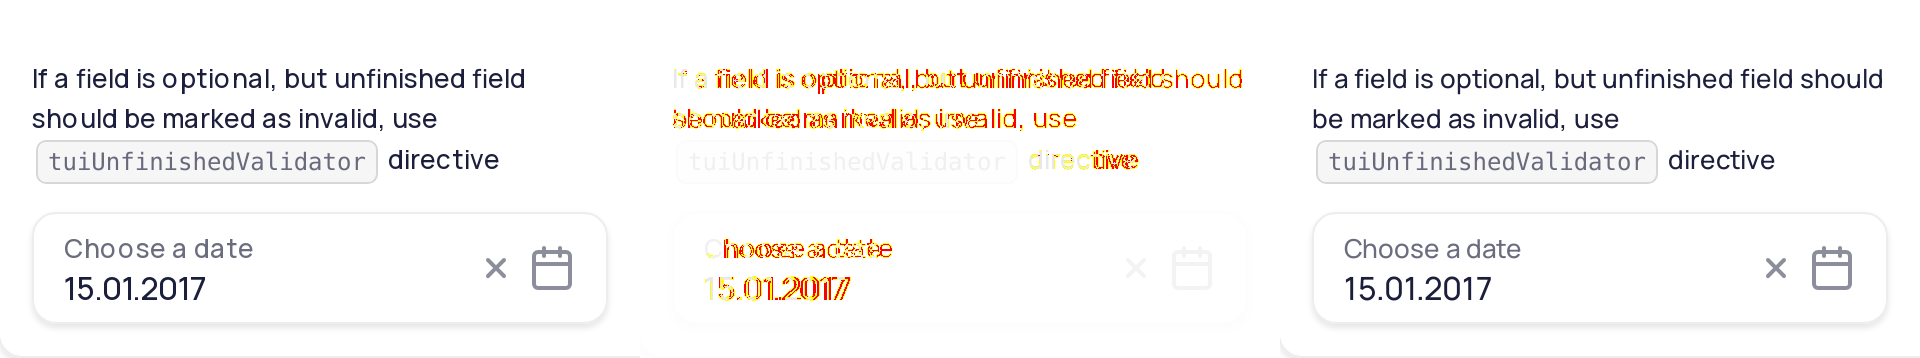 If a field is optional, but unfinished field
should be marked as invalid, use
tuiUnfinishedValidator directive
Choose a date
15.01.2017
tuiUnfinishedValidator directive
If a field is optional, but unfinished field should
be marked as invalid, use
tuiUnfinishedValidator directive
Choose a date
15.01.2017